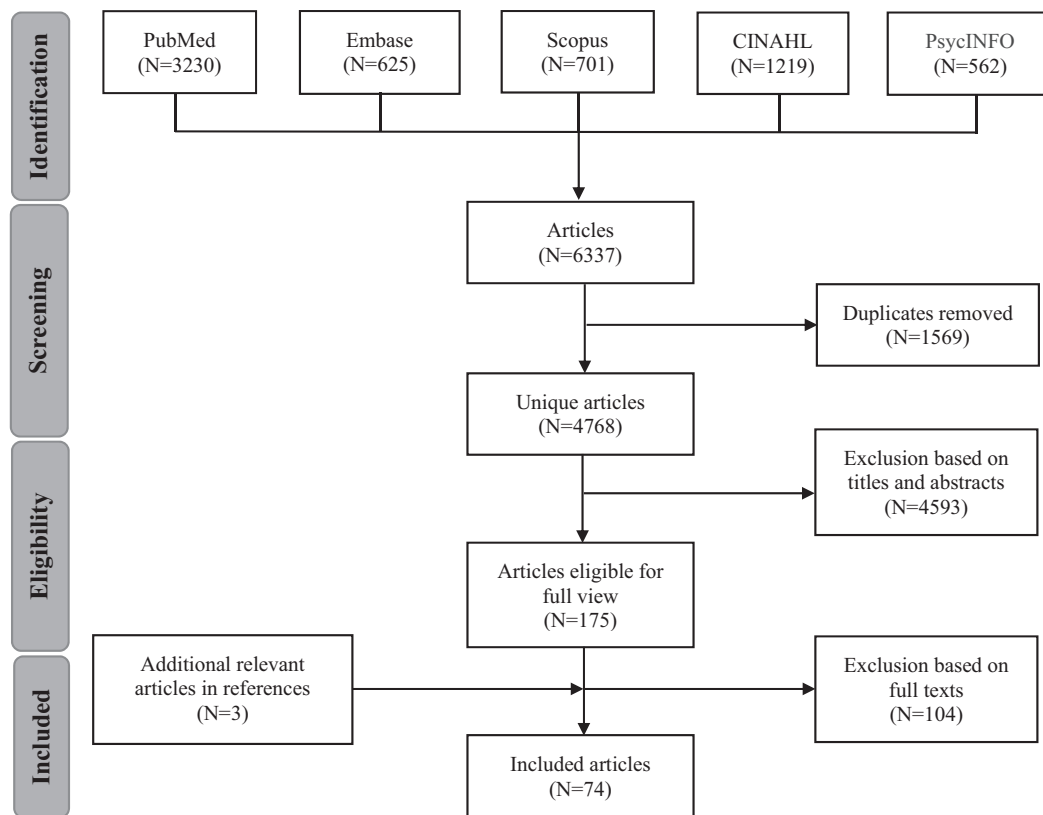 Identification
PubMed
(N=3230)
Embase
(N=625)
Scopus
(N=701)
CINAHL
(N=1219)
PsycINFO
(N=562)
Screening
Articles
(N=6337)
Duplicates removed
(N=1569)
Unique articles
(N=4768)
Eligibility
Exclusion based on
titles and abstracts
(N=4593)
Articles eligible for
full view
(N=175)
Included
Additional relevant
articles in references
(N=3)
Exclusion based on
full texts
(N=104)
Included articles
(N=74)